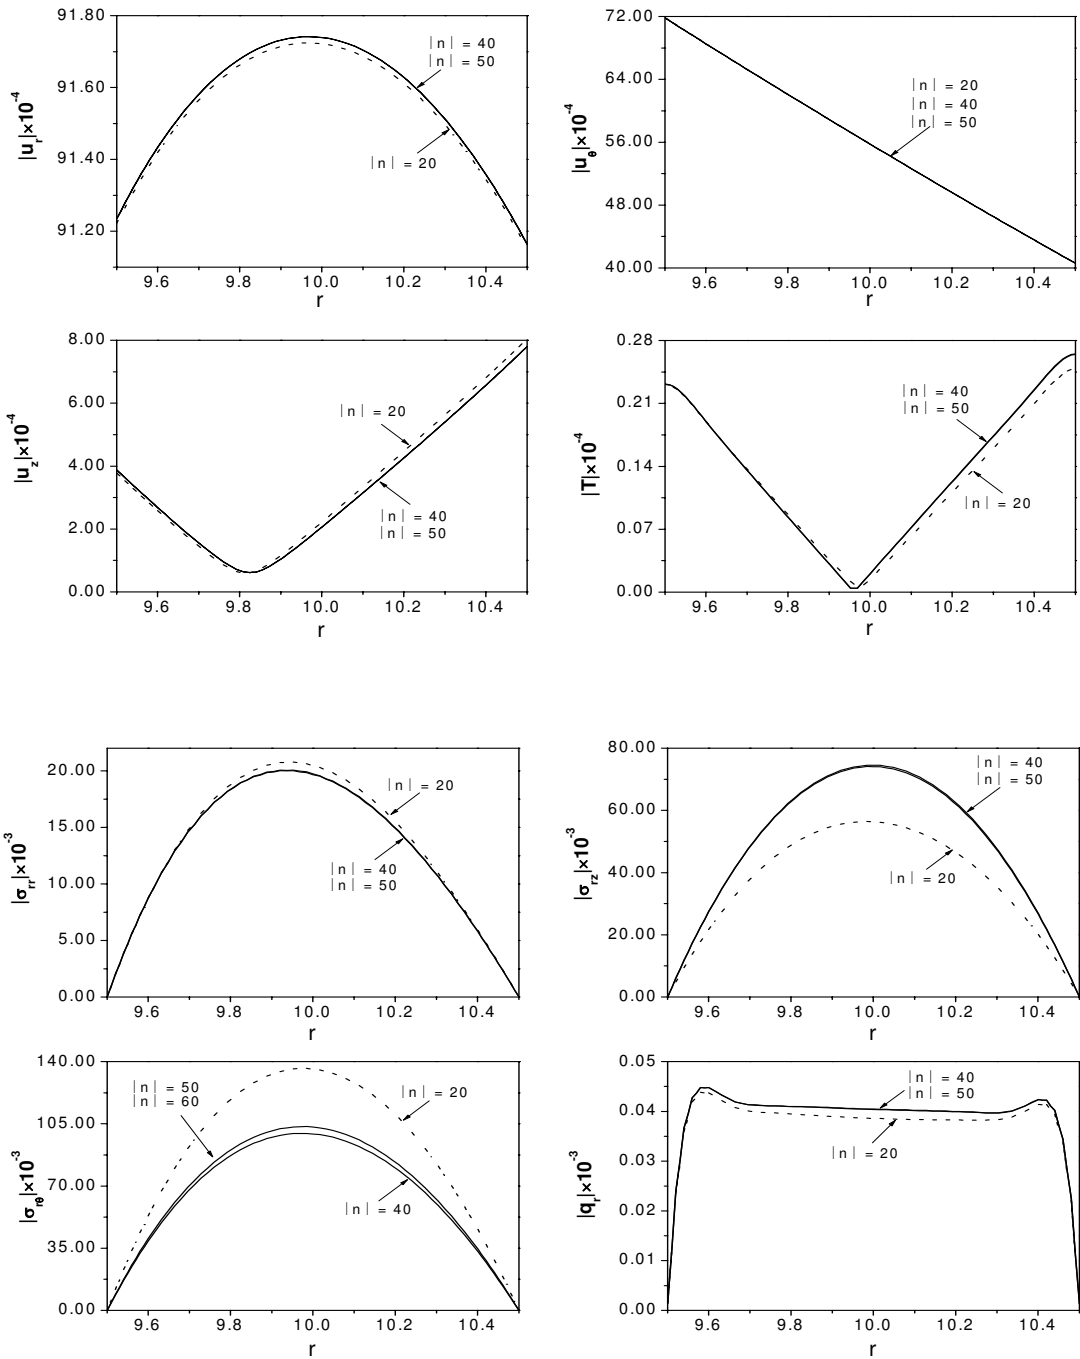 91.80
91.60
91.40
91.20
|u_r|×10⁻⁴
|n| = 40
|n| = 50
|n| = 20
9.6 9.8 10.0 10.2 10.4
r
72.00
64.00
56.00
48.00
40.00
|u_θ|×10⁻⁴
|n| = 20
|n| = 40
|n| = 50
9.6 9.8 10.0 10.2 10.4
r
8.00
6.00
4.00
2.00
0.00
|u_z|×10⁻⁴
|n| = 20
|n| = 40
|n| = 50
9.6 9.8 10.0 10.2 10.4
r
0.28
0.21
0.14
0.07
0.00
|T|×10⁻⁴
|n| = 40
|n| = 50
|n| = 20
9.6 9.8 10.0 10.2 10.4
r
20.00
15.00
10.00
5.00
0.00
|σ_rr|×10⁻³
|n| = 20
|n| = 40
|n| = 50
9.6 9.8 10.0 10.2 10.4
r
80.00
60.00
40.00
20.00
0.00
|σ_rz|×10⁻³
|n| = 40
|n| = 50
|n| = 20
9.6 9.8 10.0 10.2 10.4
r
140.00
105.00
70.00
35.00
0.00
|σ_rθ|×10⁻³
|n| = 50
|n| = 60
|n| = 20
|n| = 40
9.6 9.8 10.0 10.2 10.4
r
0.05
0.04
0.03
0.02
0.01
0.00
|q_r|×10⁻³
|n| = 40
|n| = 50
|n| = 20
9.6 9.8 10.0 10.2 10.4
r